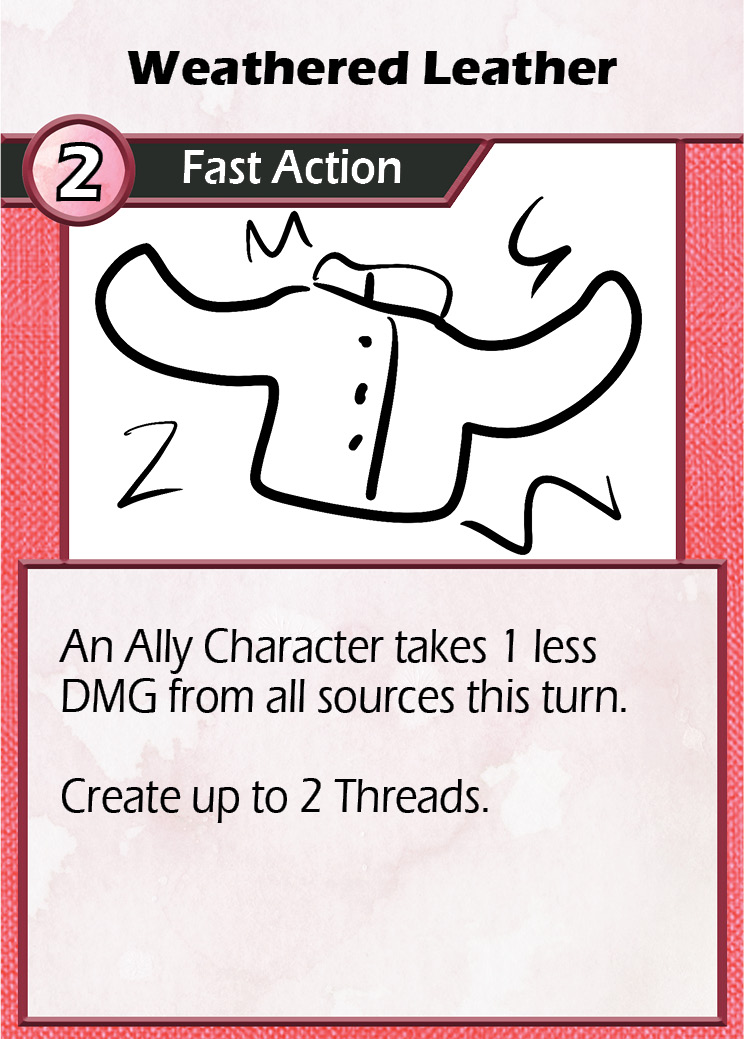 Weathered Leather
2
Fast Action
An Ally Character takes 1 less
DMG from all sources this turn.
Create up to 2 Threads.